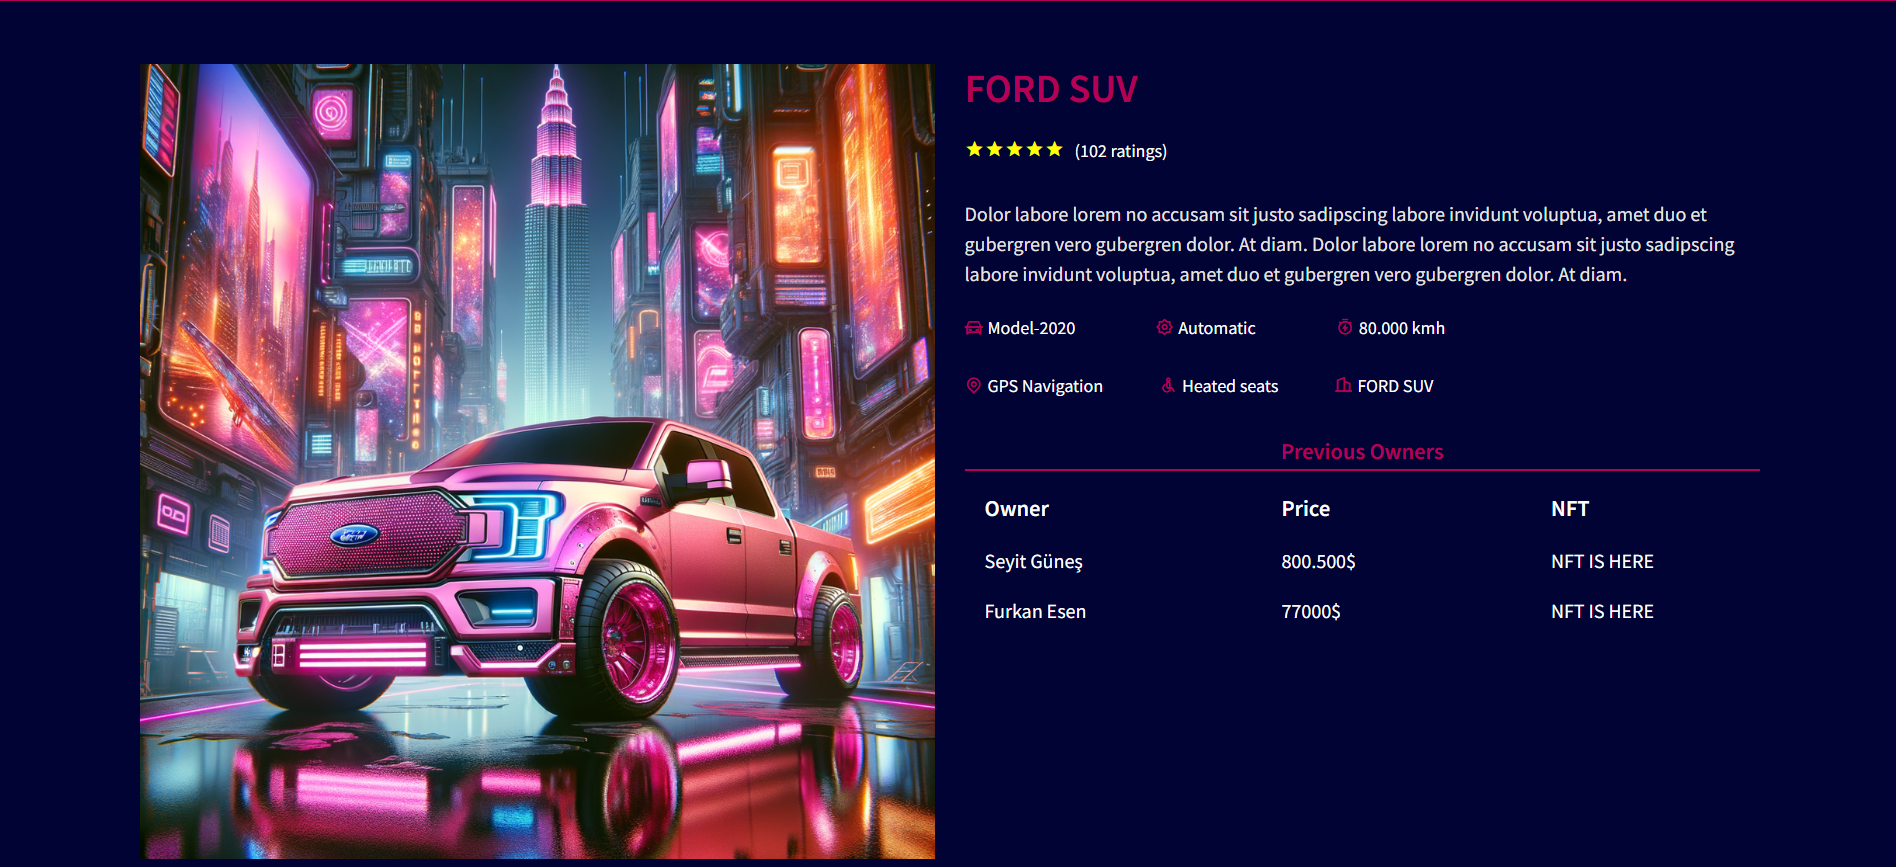 FORD SUV
(102 ratings)
Dolor labore lorem no accusam sit justo sadipscing labore invidunt voluptua, amet duo et
gubergren vero gubergren dolor. At diam. Dolor labore lorem no accusam sit justo sadipscing
labore invidunt voluptua, amet duo et gubergren vero gubergren dolor. At diam.
Model-2020 Automatic 80.000 kmh
GPS Navigation Heated seats FORD SUV
Previous Owners
Owner Price NFT
Seyit Güneş 800.500$ NFT IS HERE
Furkan Esen 77000$ NFT IS HERE